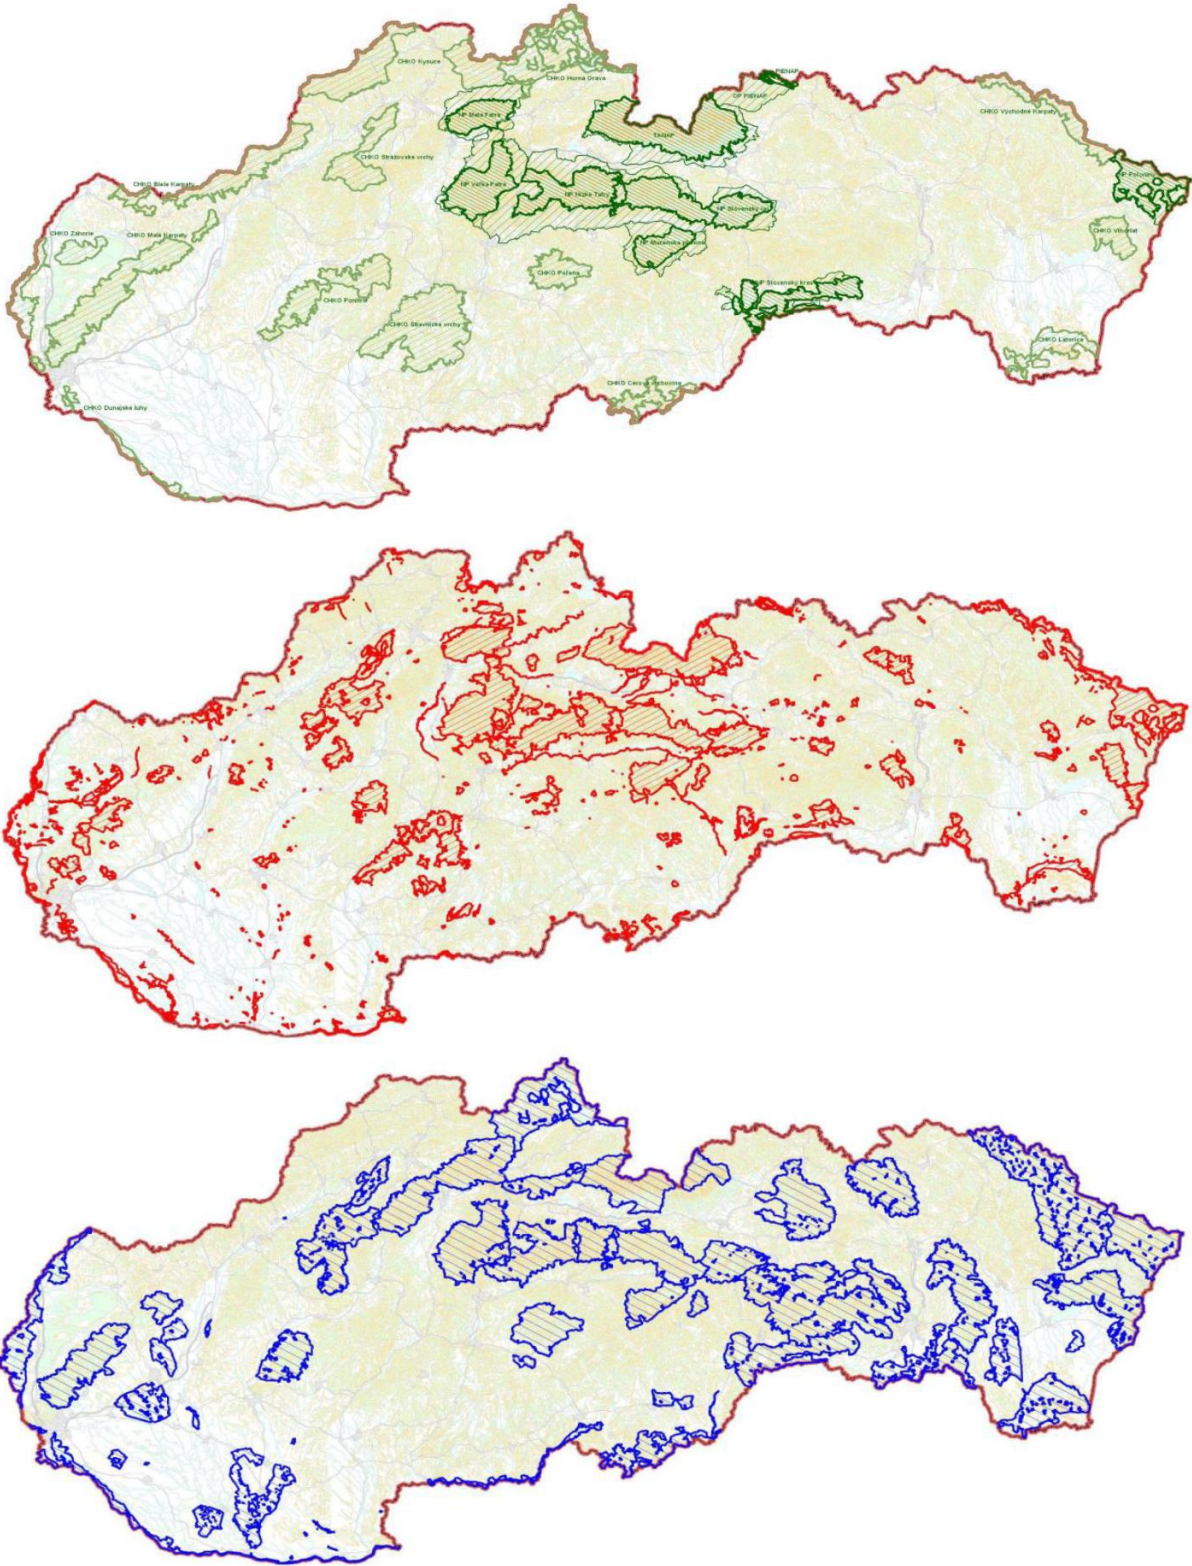 CHKO Kysuce
CHKO Horná Orava
PIENAP
OP PIENAP
CHKO Východné Karpaty
NP Malá Fatra
TANAP
CHKO Strážovské vrchy
NP Poloniny
CHKO Biele Karpaty
NP Veľká Fatra
NP Nízke Tatry
NP Slovenský raj
CHKO Záhorie
CHKO Malé Karpaty
CHKO Vihorlat
NP Muránska planina
CHKO Poľana
NP Slovenský kras
CHKO Ponitrie
CHKO Štiavnické vrchy
CHKO Latorica
CHKO Cerová vrchovina
CHKO Dunajské luhy